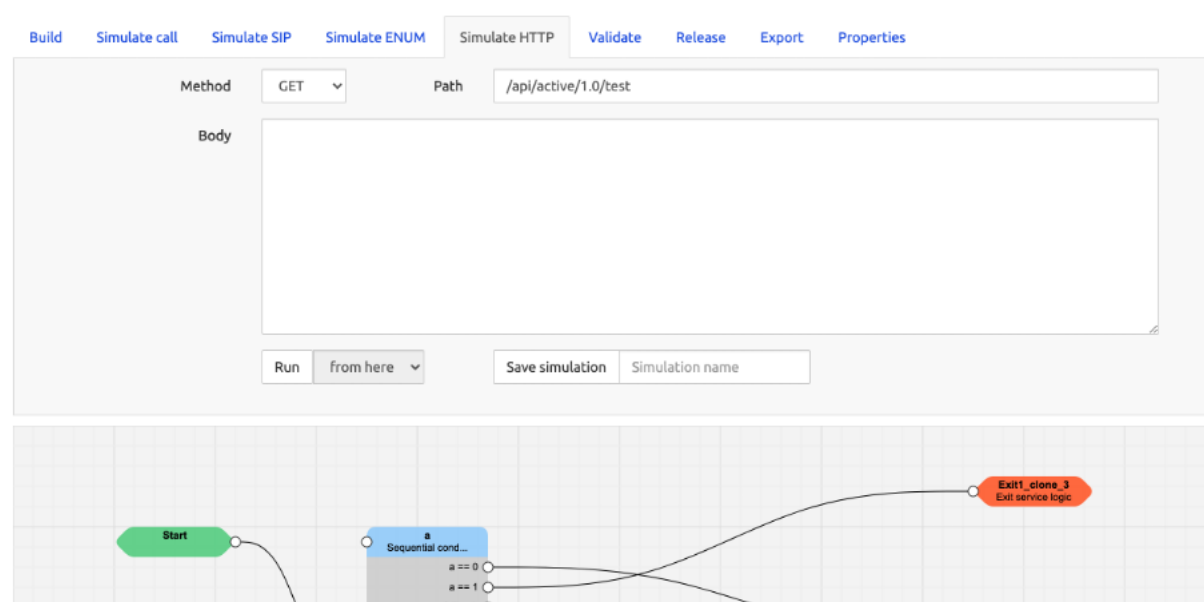 Build Simulate call Simulate SIP Simulate ENUM Simulate HTTP Validate Release Export Properties
Method GET Path /api/active/1.0/test
Body
Run from here Save simulation Simulation name
Exit1_clone_3
Exit service logic
Start
a
Sequential cond...
a == 0
a == 1